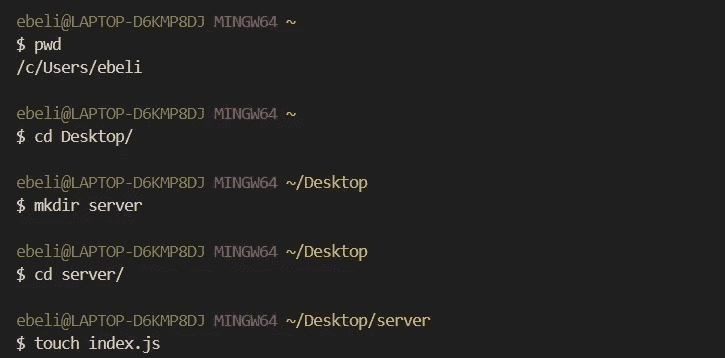 ebeli@LAPTOP-D6KMP8DJ MINGW64 ~
$ pwd
/c/Users/ebeli
ebeli@LAPTOP-D6KMP8DJ MINGW64 ~
$ cd Desktop/
ebeli@LAPTOP-D6KMP8DJ MINGW64 ~/Desktop
$ mkdir server
ebeli@LAPTOP-D6KMP8DJ MINGW64 ~/Desktop
$ cd server/
ebeli@LAPTOP-D6KMP8DJ MINGW64 ~/Desktop/server
$ touch index.js